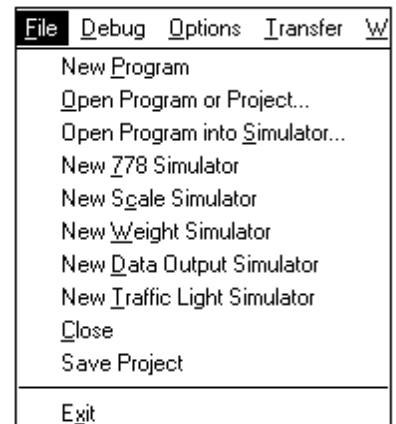 File Debug Options Transfer W
New Program
Open Program or Project...
Open Program into Simulator...
New 778 Simulator
New Scale Simulator
New Weight Simulator
New Data Output Simulator
New Traffic Light Simulator
Close
Save Project
Exit